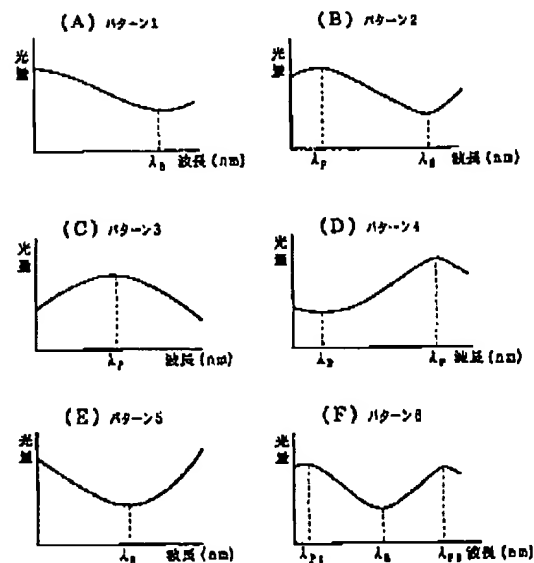 (A) パターン1
(B) パターン2
光量
光量
λB 波長(nm)
λP λB 波長(nm)
(C) パターン3
(D) パターン4
光量
光量
λP 波長(nm)
λB λP 波長(nm)
(E) パターン5
(F) パターン6
光量
光量
λB 波長(nm)
λP1 λB λP2 波長(nm)